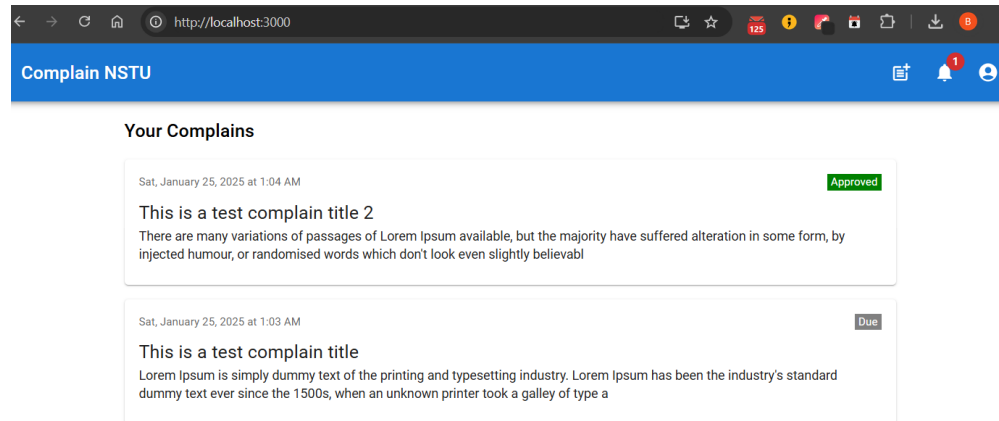 http://localhost:3000
125
B
Complain NSTU
1
Your Complains
Sat, January 25, 2025 at 1:04 AM
Approved
This is a test complain title 2
There are many variations of passages of Lorem Ipsum available, but the majority have suffered alteration in some form, by
injected humour, or randomised words which don't look even slightly believabl
Sat, January 25, 2025 at 1:03 AM
Due
This is a test complain title
Lorem Ipsum is simply dummy text of the printing and typesetting industry. Lorem Ipsum has been the industry's standard
dummy text ever since the 1500s, when an unknown printer took a galley of type a